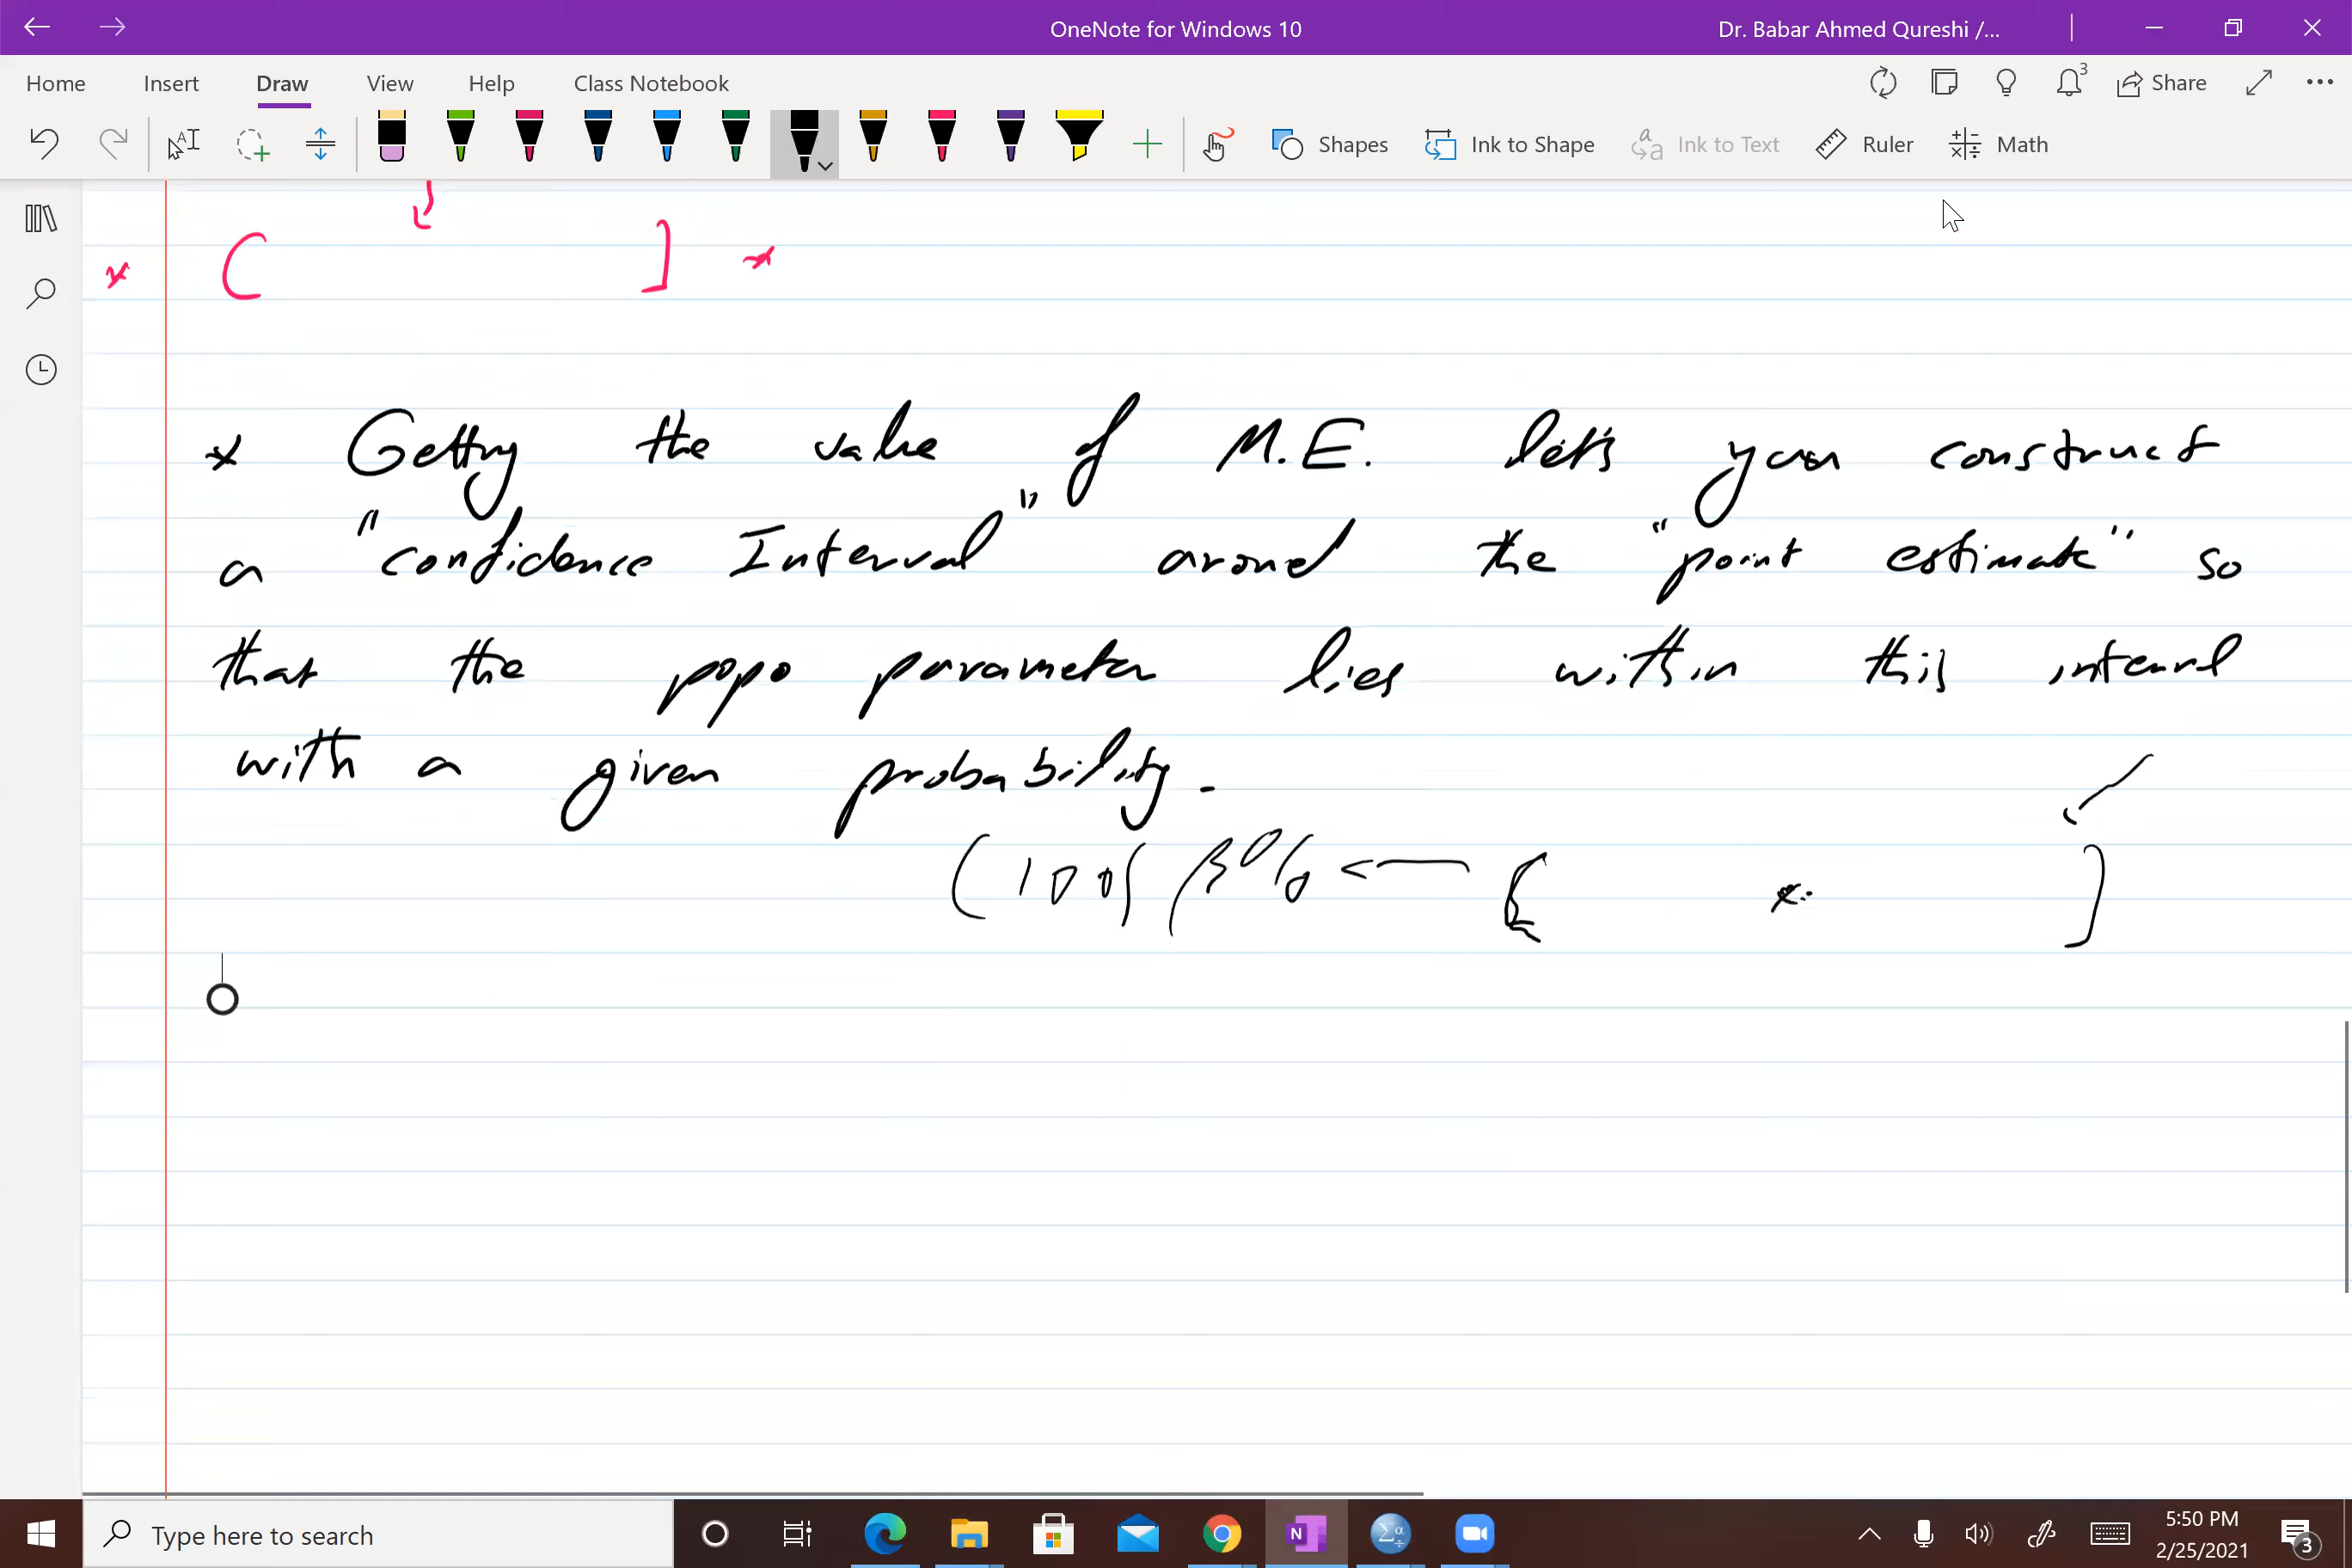 OneNote for Windows 10
Dr. Babar Ahmed Qureshi /...
Home Insert Draw View Help Class Notebook
3
Share
Shapes Ink to Shape Ink to Text Ruler Math
* ( ] *
* Getting the value of M.E. let's you construct
a "confidence Interval" around the "point estimate" so
that the popo parameter lies within this interval
with a given probability.
(100)β% ← [ *. ]
Type here to search
5:50 PM
2/25/2021
3